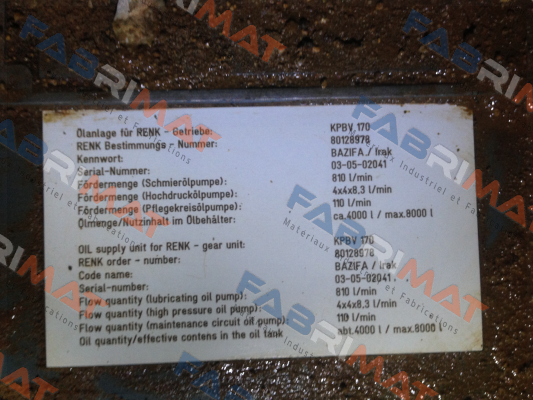 Ölanlage für RENK - Getriebe: KPBV 170
RENK Bestimmungs - Nummer: 80128978
Kennwort: BAZIFA / Irak
Serial-Nummer: 03-05-02041
Fördermenge (Schmierölpumpe): 810 l/min
Fördermenge (Hochdruckölpumpe): 4x4x8,3 l/min
Fördermenge (Pflegekreisölpumpe): 110 l/min
Ölmenge/Nutzinhalt im Ölbehälter: ca.4000 l / max.8000 l
OIL supply unit for RENK - gear unit: KPBV 170
RENK order - number: 80128978
Code name: BAZIFA / Irak
Serial-number: 03-05-02041
Flow quantity (lubricating oil pump): 810 l/min
Flow quantity (high pressure oil pump): 4x4x8,3 l/min
Flow quantity (maintenance circuit oil pump): 110 l/min
Oil quantity/effective contens in the oil tank abt.4000 l / max.8000 l
FABRIMAT
Materiaux Industriel et Fabrications